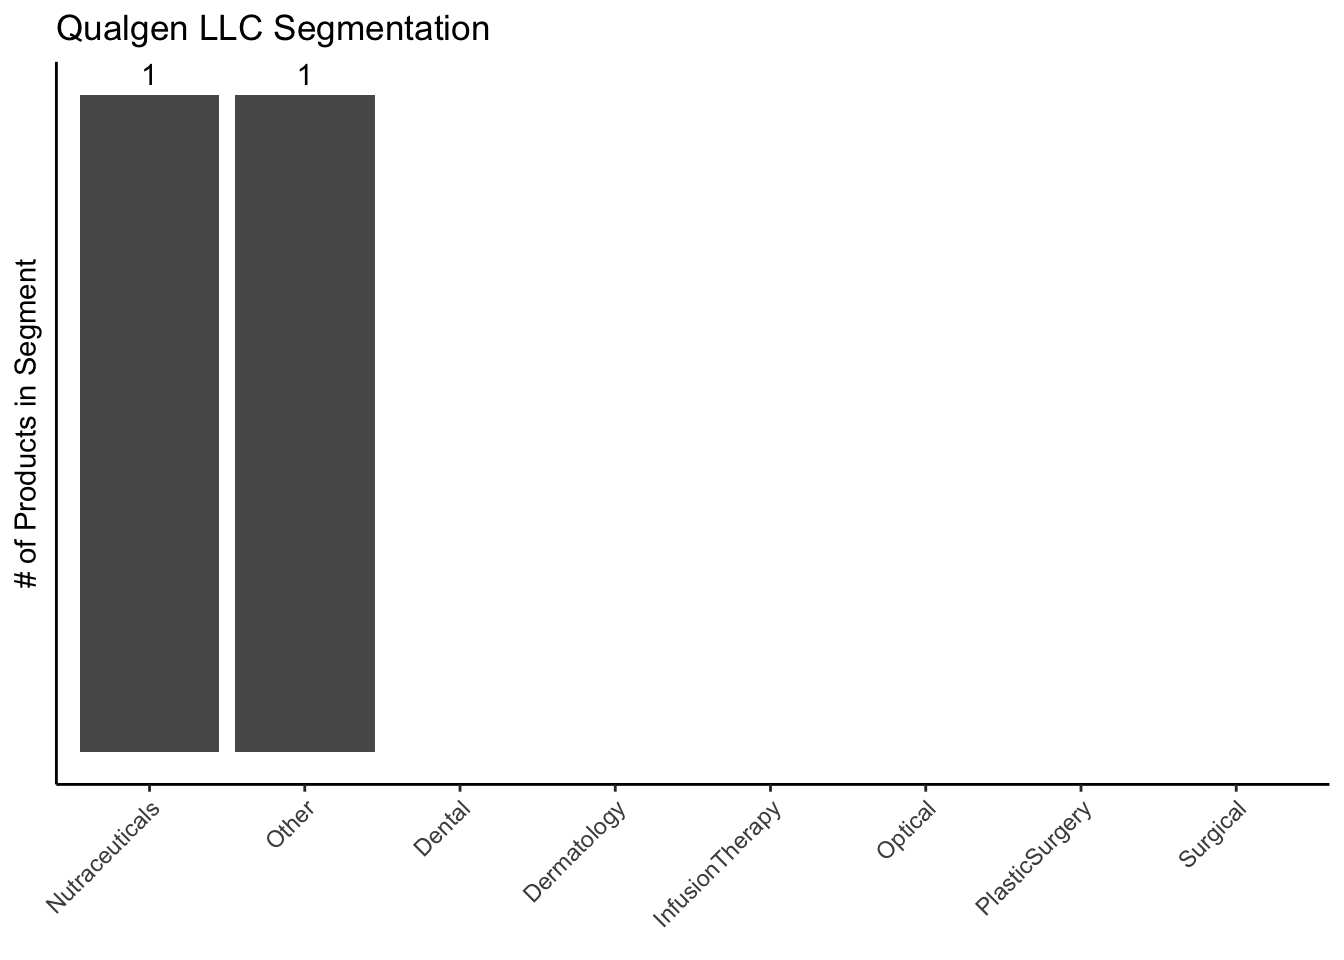 Qualgen LLC Segmentation
1
1
# of Products in Segment
Nutraceuticals
Other
Dental
Dermatology
InfusionTherapy
Optical
PlasticSurgery
Surgical